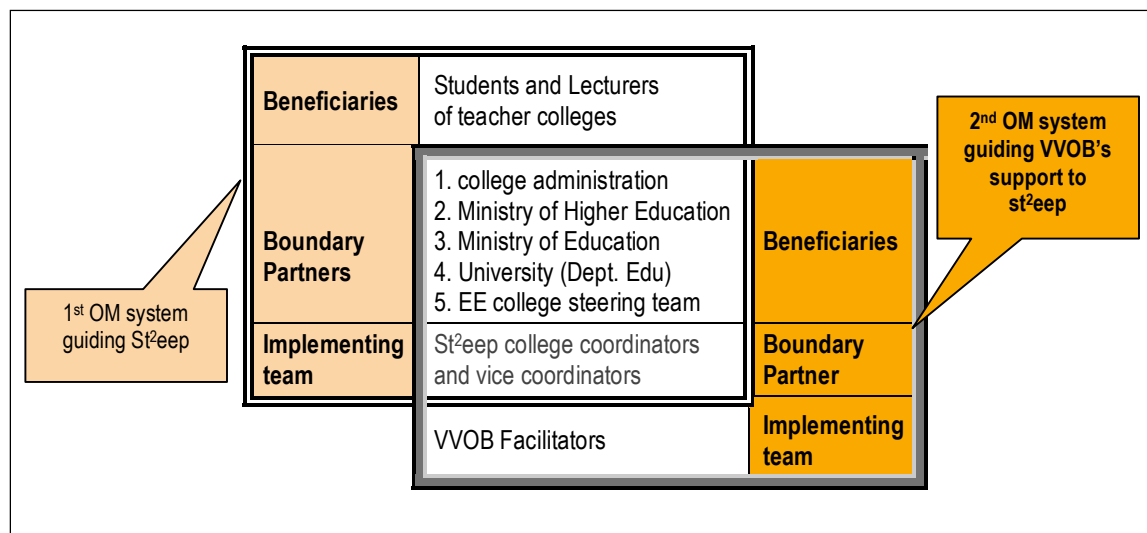 Beneficiaries
Students and Lecturers
of teacher colleges
2nd OM system
guiding VVOB's
support to
st²eep
Boundary
Partners
1. college administration
2. Ministry of Higher Education
3. Ministry of Education
4. University (Dept. Edu)
5. EE college steering team
Beneficiaries
1st OM system
guiding St²eep
Implementing
team
St²eep college coordinators
and vice coordinators
Boundary
Partner
VVOB Facilitators
Implementing
team